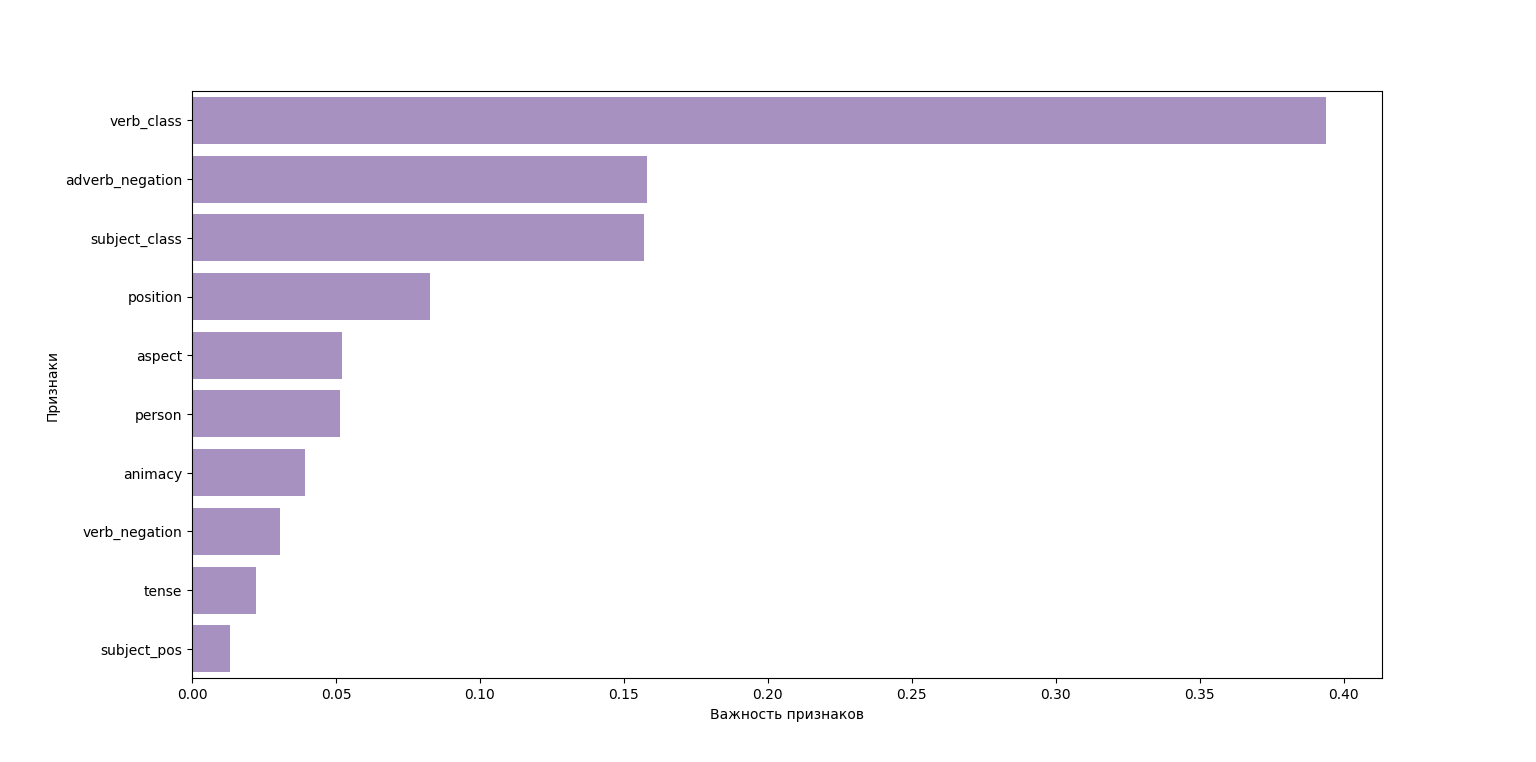 Признаки
verb_class
adverb_negation
subject_class
position
aspect
person
animacy
verb_negation
tense
subject_pos
0.00 0.05 0.10 0.15 0.20 0.25 0.30 0.35 0.40
Важность признаков